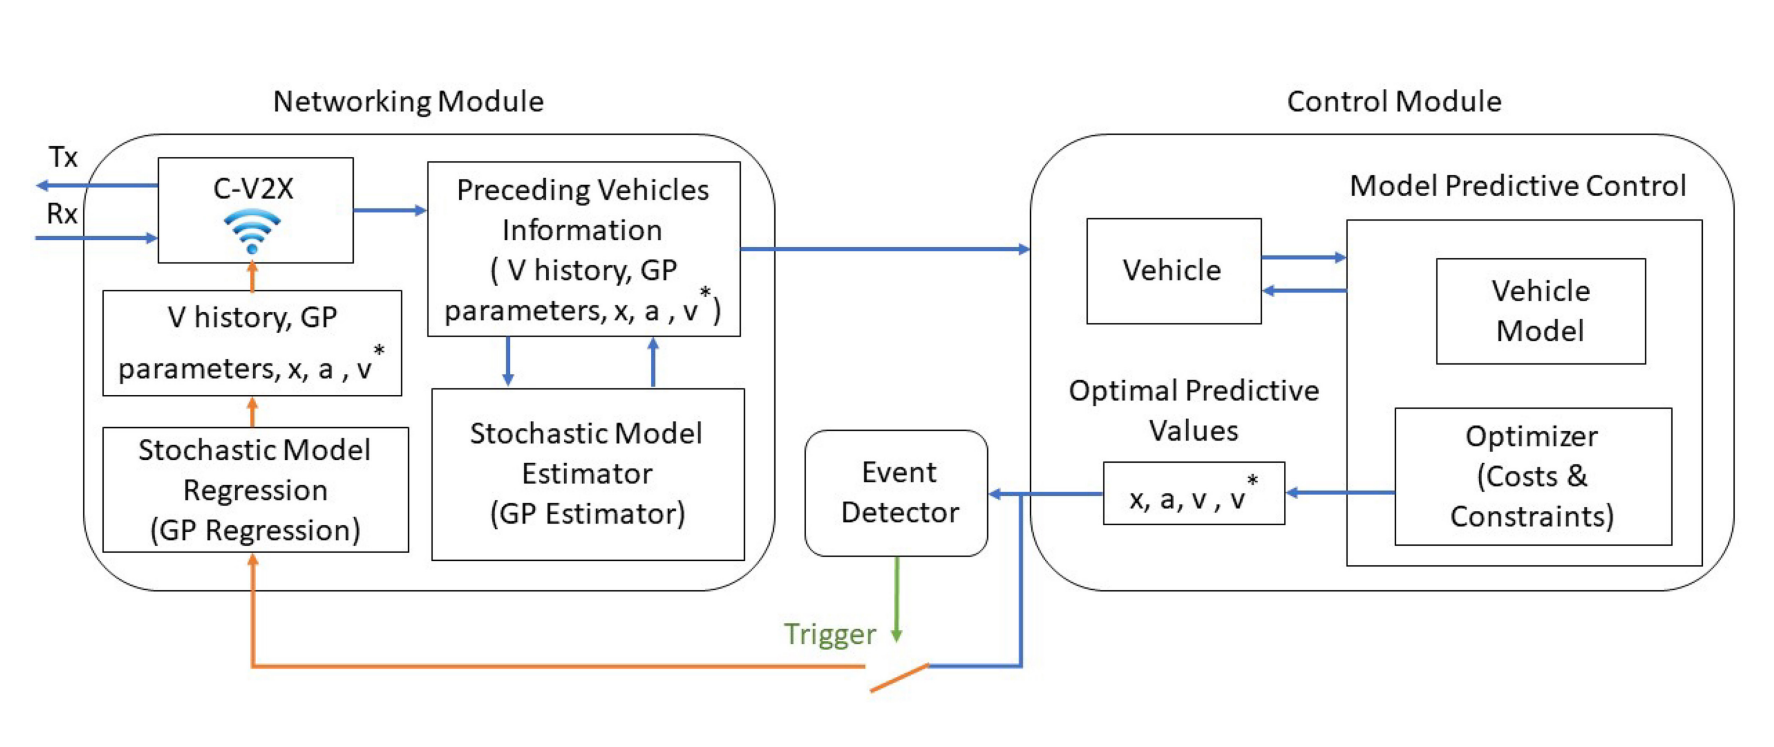 Networking Module
Control Module
Tx
Rx
C-V2X
Preceding Vehicles
Information
( V history, GP
parameters, x, a , v*)
V history, GP
parameters, x, a , v*
Stochastic Model
Regression
(GP Regression)
Stochastic Model
Estimator
(GP Estimator)
Event
Detector
Trigger
Model Predictive Control
Vehicle
Vehicle
Model
Optimal Predictive
Values
x, a, v , v*
Optimizer
(Costs &
Constraints)